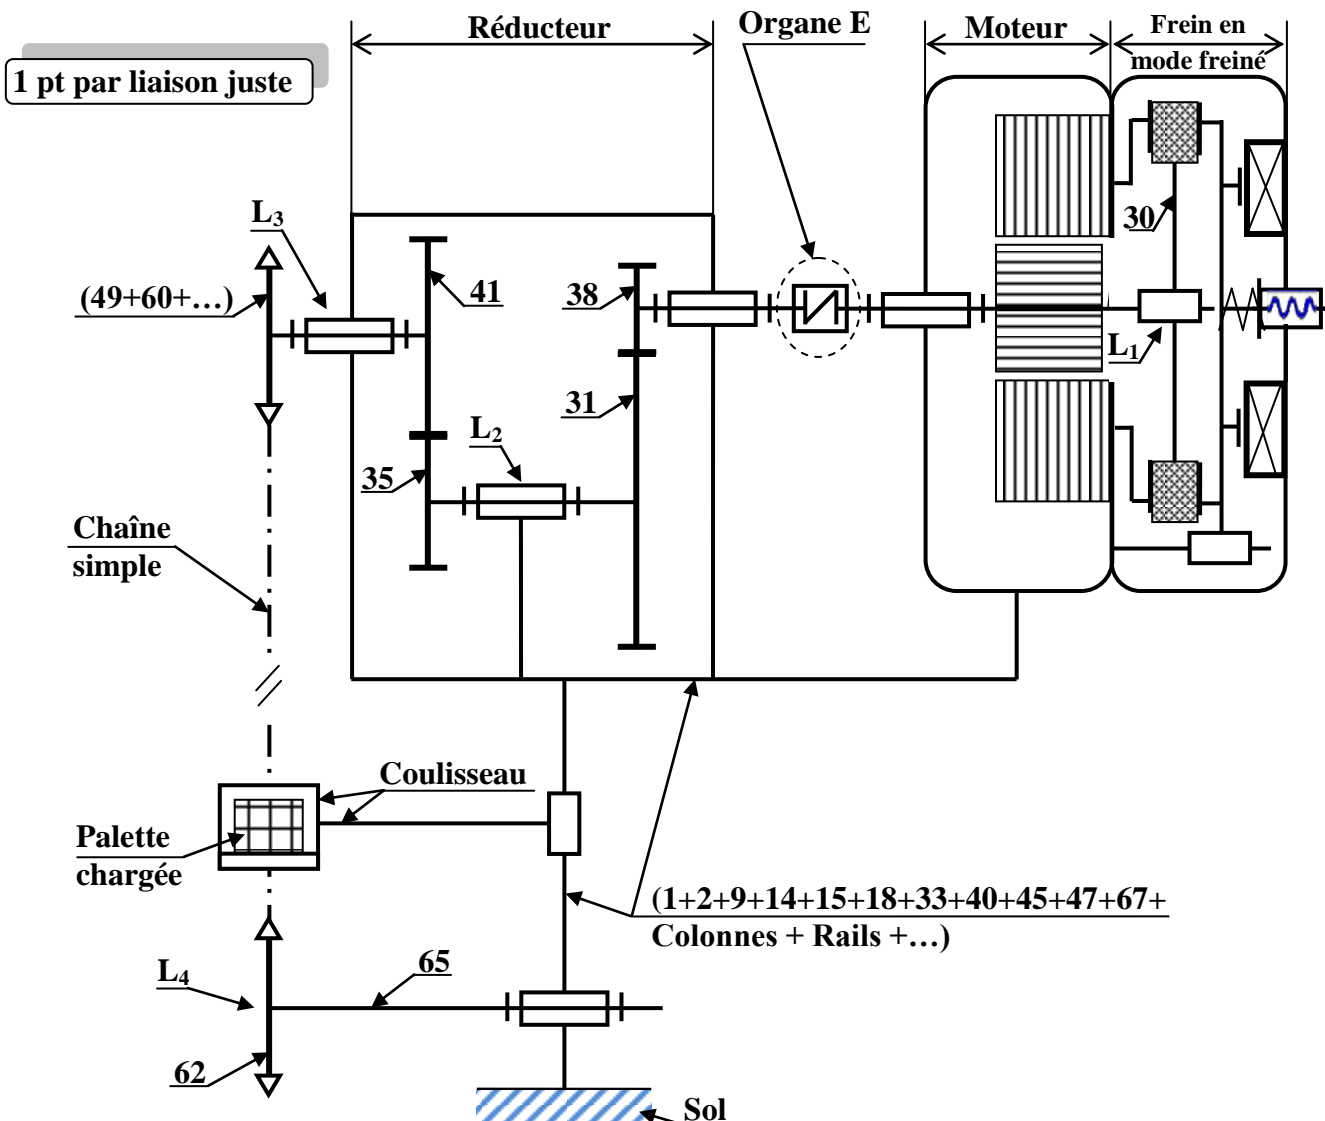 Réducteur
Organe E
Moteur
Frein en
mode freiné
1 pt par liaison juste
L3
30
(49+60+…)
41
38
L1
31
L2
35
Chaîne
simple
Coulisseau
Palette
chargée
(1+2+9+14+15+18+33+40+45+47+67+
Colonnes + Rails +…)
L4
65
62
Sol